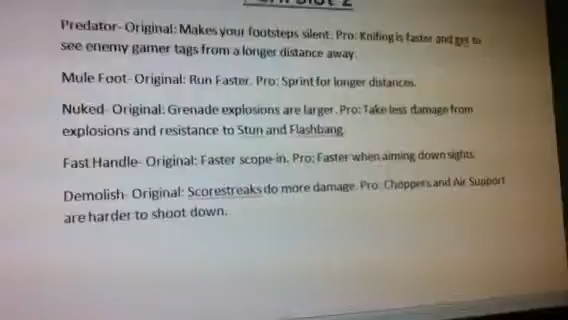 Predator- Original: Makes your footsteps silent. Pro: Knifing is faster and get to
see enemy gamer tags from a longer distance away.
Mule Foot- Original: Run Faster. Pro: Sprint for longer distances.
Nuked- Original: Grenade explosions are larger. Pro: Take less damage from
explosions and resistance to Stun and Flashbang.
Fast Handle- Original: Faster scope-in. Pro: Faster when aiming down sights.
Demolish- Original: Scorestreaks do more damage. Pro: Choppers and Air Support
are harder to shoot down.